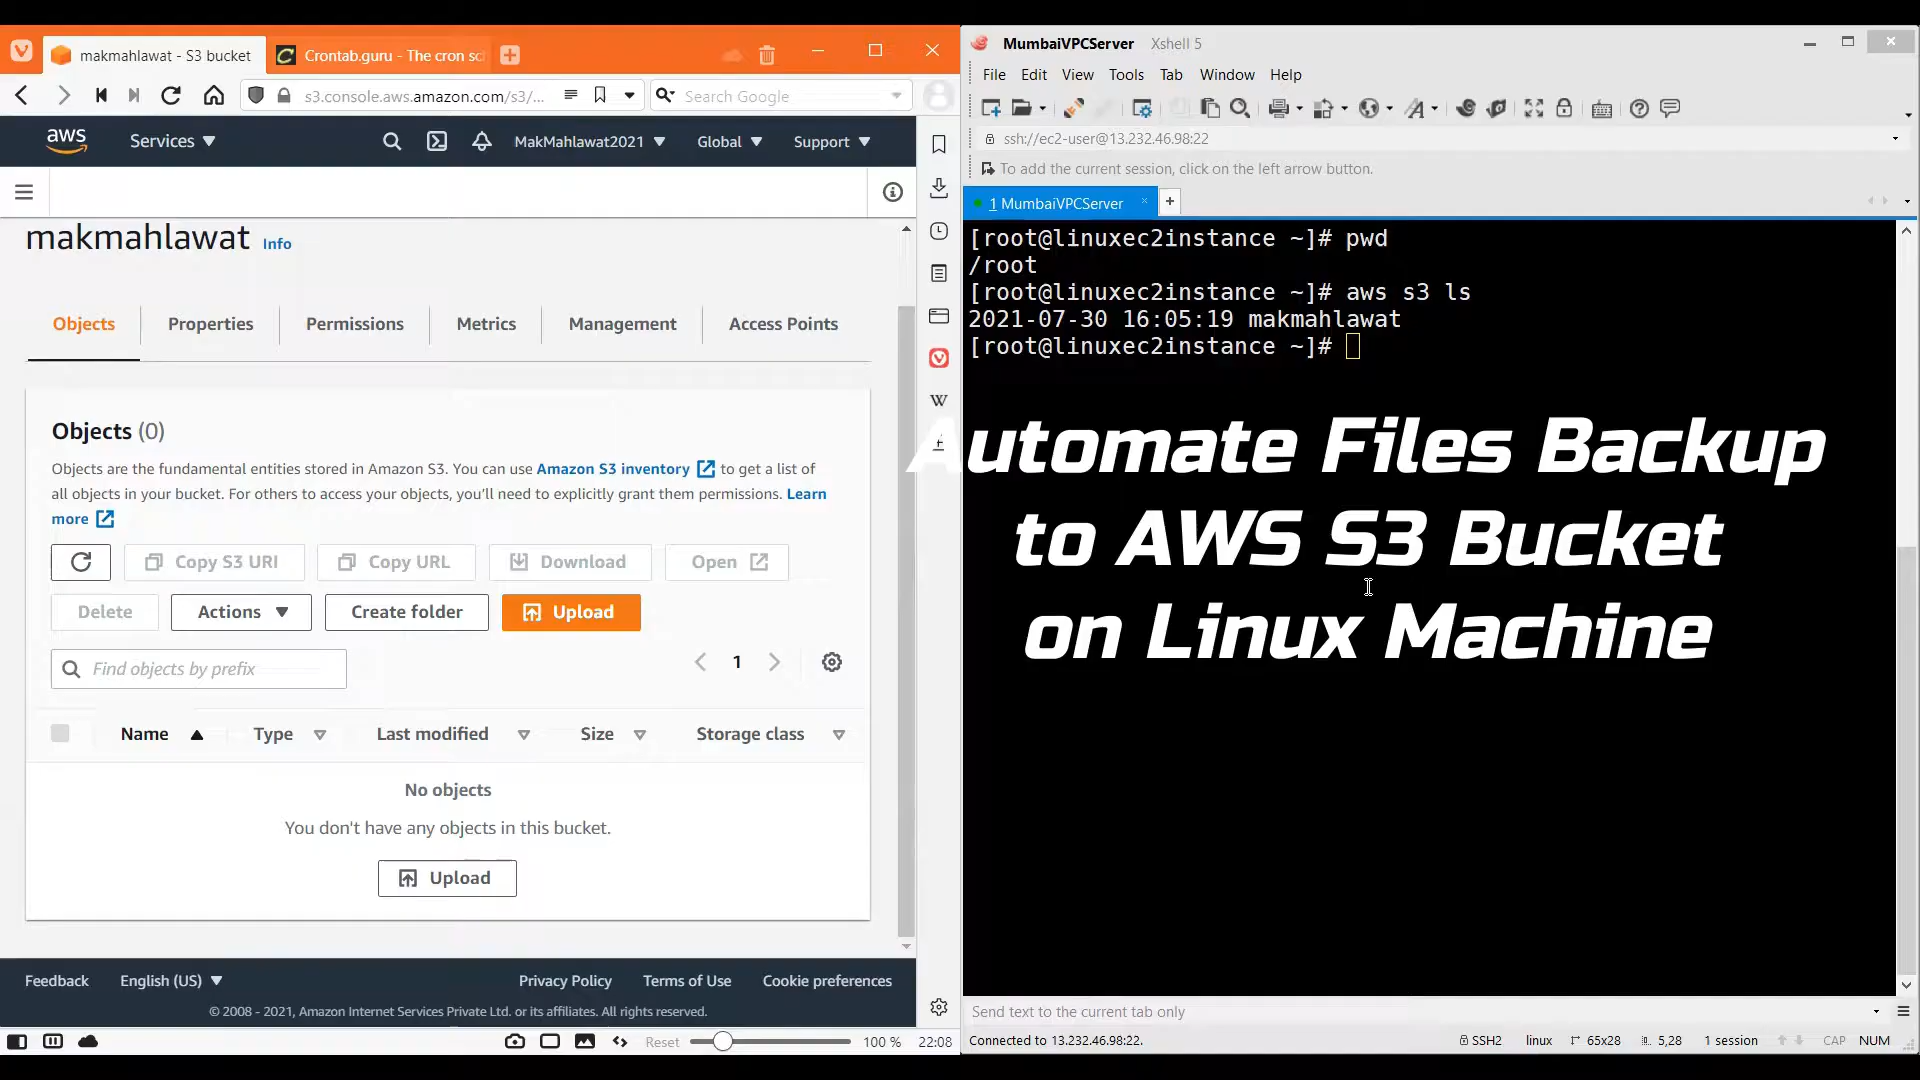 makmahlawat - S3 bucket
Crontab.guru - The cron sc
s3.console.aws.amazon.com/s3/...
Search Google
aws
Services
MakMahlawat2021
Global
Support
makmahlawat
Info
Objects
Properties
Permissions
Metrics
Management
Access Points
Objects (0)
Objects are the fundamental entities stored in Amazon S3. You can use Amazon S3 inventory to get a list of
all objects in your bucket. For others to access your objects, you'll need to explicitly grant them permissions. Learn
more
Copy S3 URI
Copy URL
Download
Open
Delete
Actions
Create folder
Upload
Find objects by prefix
1
Name
Type
Last modified
Size
Storage class
No objects
You don't have any objects in this bucket.
Upload
Feedback
English (US)
Privacy Policy
Terms of Use
Cookie preferences
© 2008 - 2021, Amazon Internet Services Private Ltd. or its affiliates. All rights reserved.
Reset
100 %
22:08
W
MumbaiVPCServer
Xshell 5
File
Edit
View
Tools
Tab
Window
Help
ssh://ec2-user@13.232.46.98:22
To add the current session, click on the left arrow button.
1 MumbaiVPCServer
[root@linuxec2instance ~]# pwd
/root
[root@linuxec2instance ~]# aws s3 ls
2021-07-30 16:05:19 makmahlawat
[root@linuxec2instance ~]#
Automate Files Backup
to AWS S3 Bucket
on Linux Machine
Send text to the current tab only
Connected to 13.232.46.98:22.
SSH2
linux
65x28
5,28
1 session
CAP
NUM